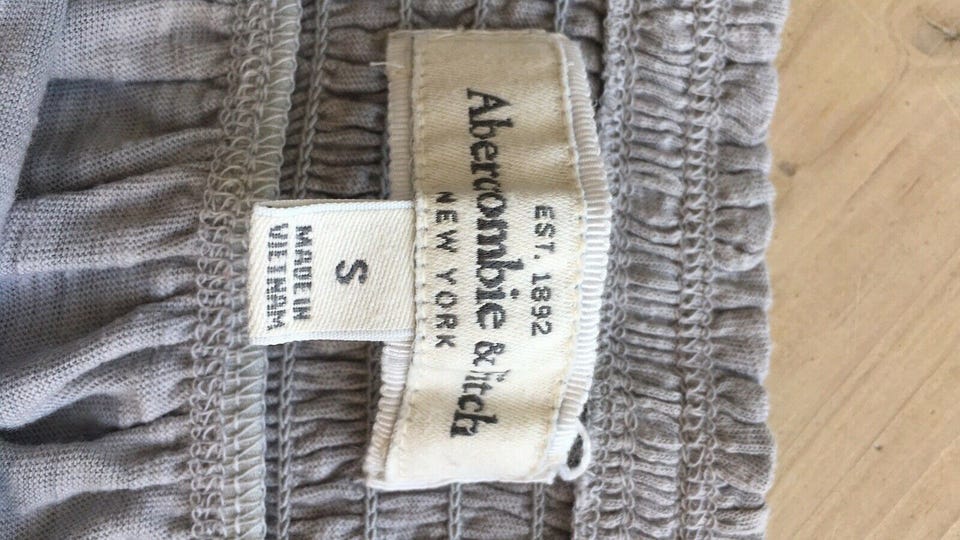 EST. 1892
Abercrombie & Fitch
NEW YORK
S
MADE IN
VIETNAM